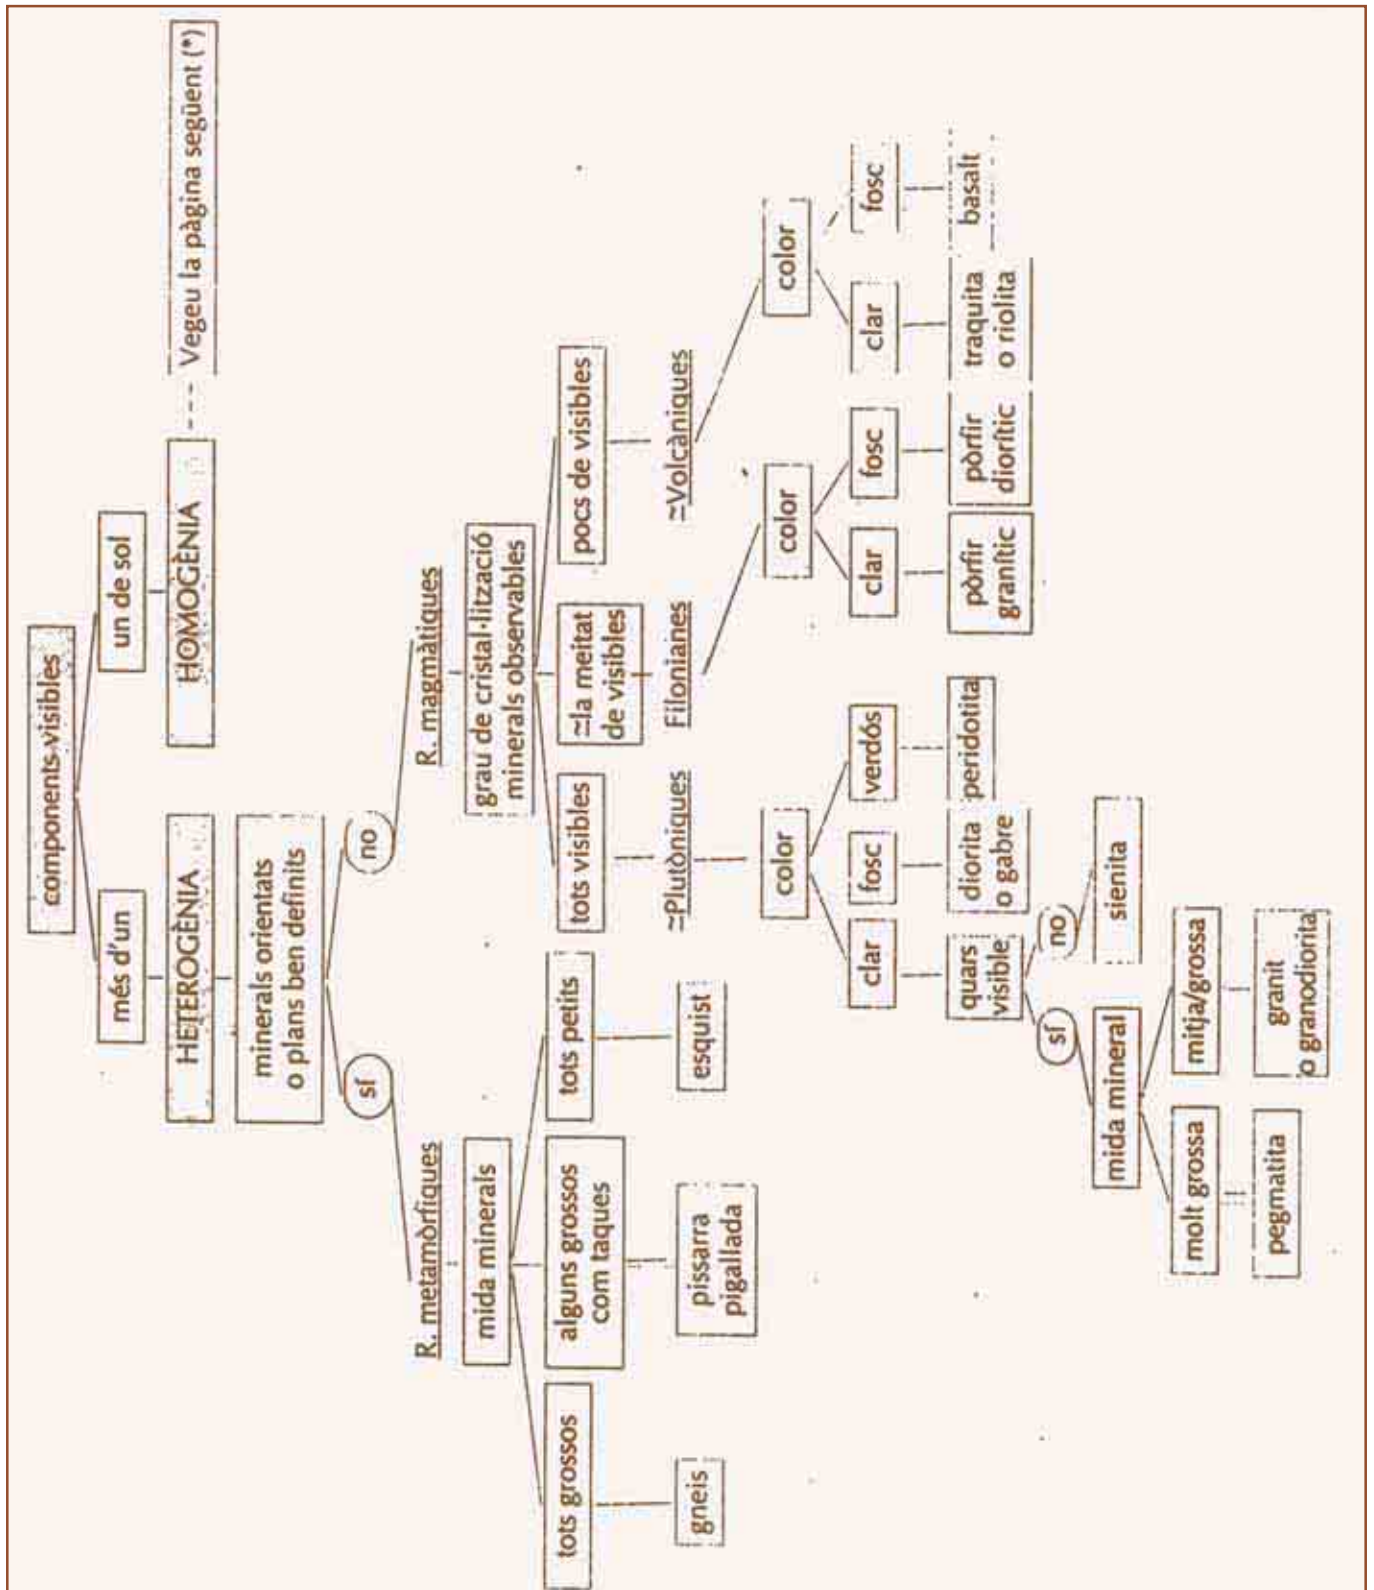 components visibles
més d'un
un de sol
HETEROGÈNIA
HOMOGÈNIA
Vegeu la pàgina següent (*)
minerals orientats
o plans ben definits
sí
no
R. metamòrfiques
R. magmàtiques
mida minerals
grau de cristal·lització
minerals observables
tots grossos
alguns grossos
com taques
tots petits
tots visibles
≃la meitat
de visibles
pocs de visibles
gneis
pissarra
pigallada
esquist
≃Plutòniques
Filonianes
≃Volcàniques
color
color
color
clar
fosc
verdós
clar
fosc
clar
fosc
quars
visible
diorita
o gabre
peridotita
pòrfir
granític
pòrfir
diorític
traquita
o riolita
basalt
sí
no
mida mineral
sienita
molt grossa
mitja/grossa
pegmatita
granit
o granodiorita